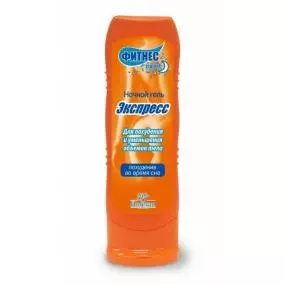 ФИТНЕС
Ночной гель
Экспресс
Для похудения
и уменьшения
объемов тела
похудение
во время сна